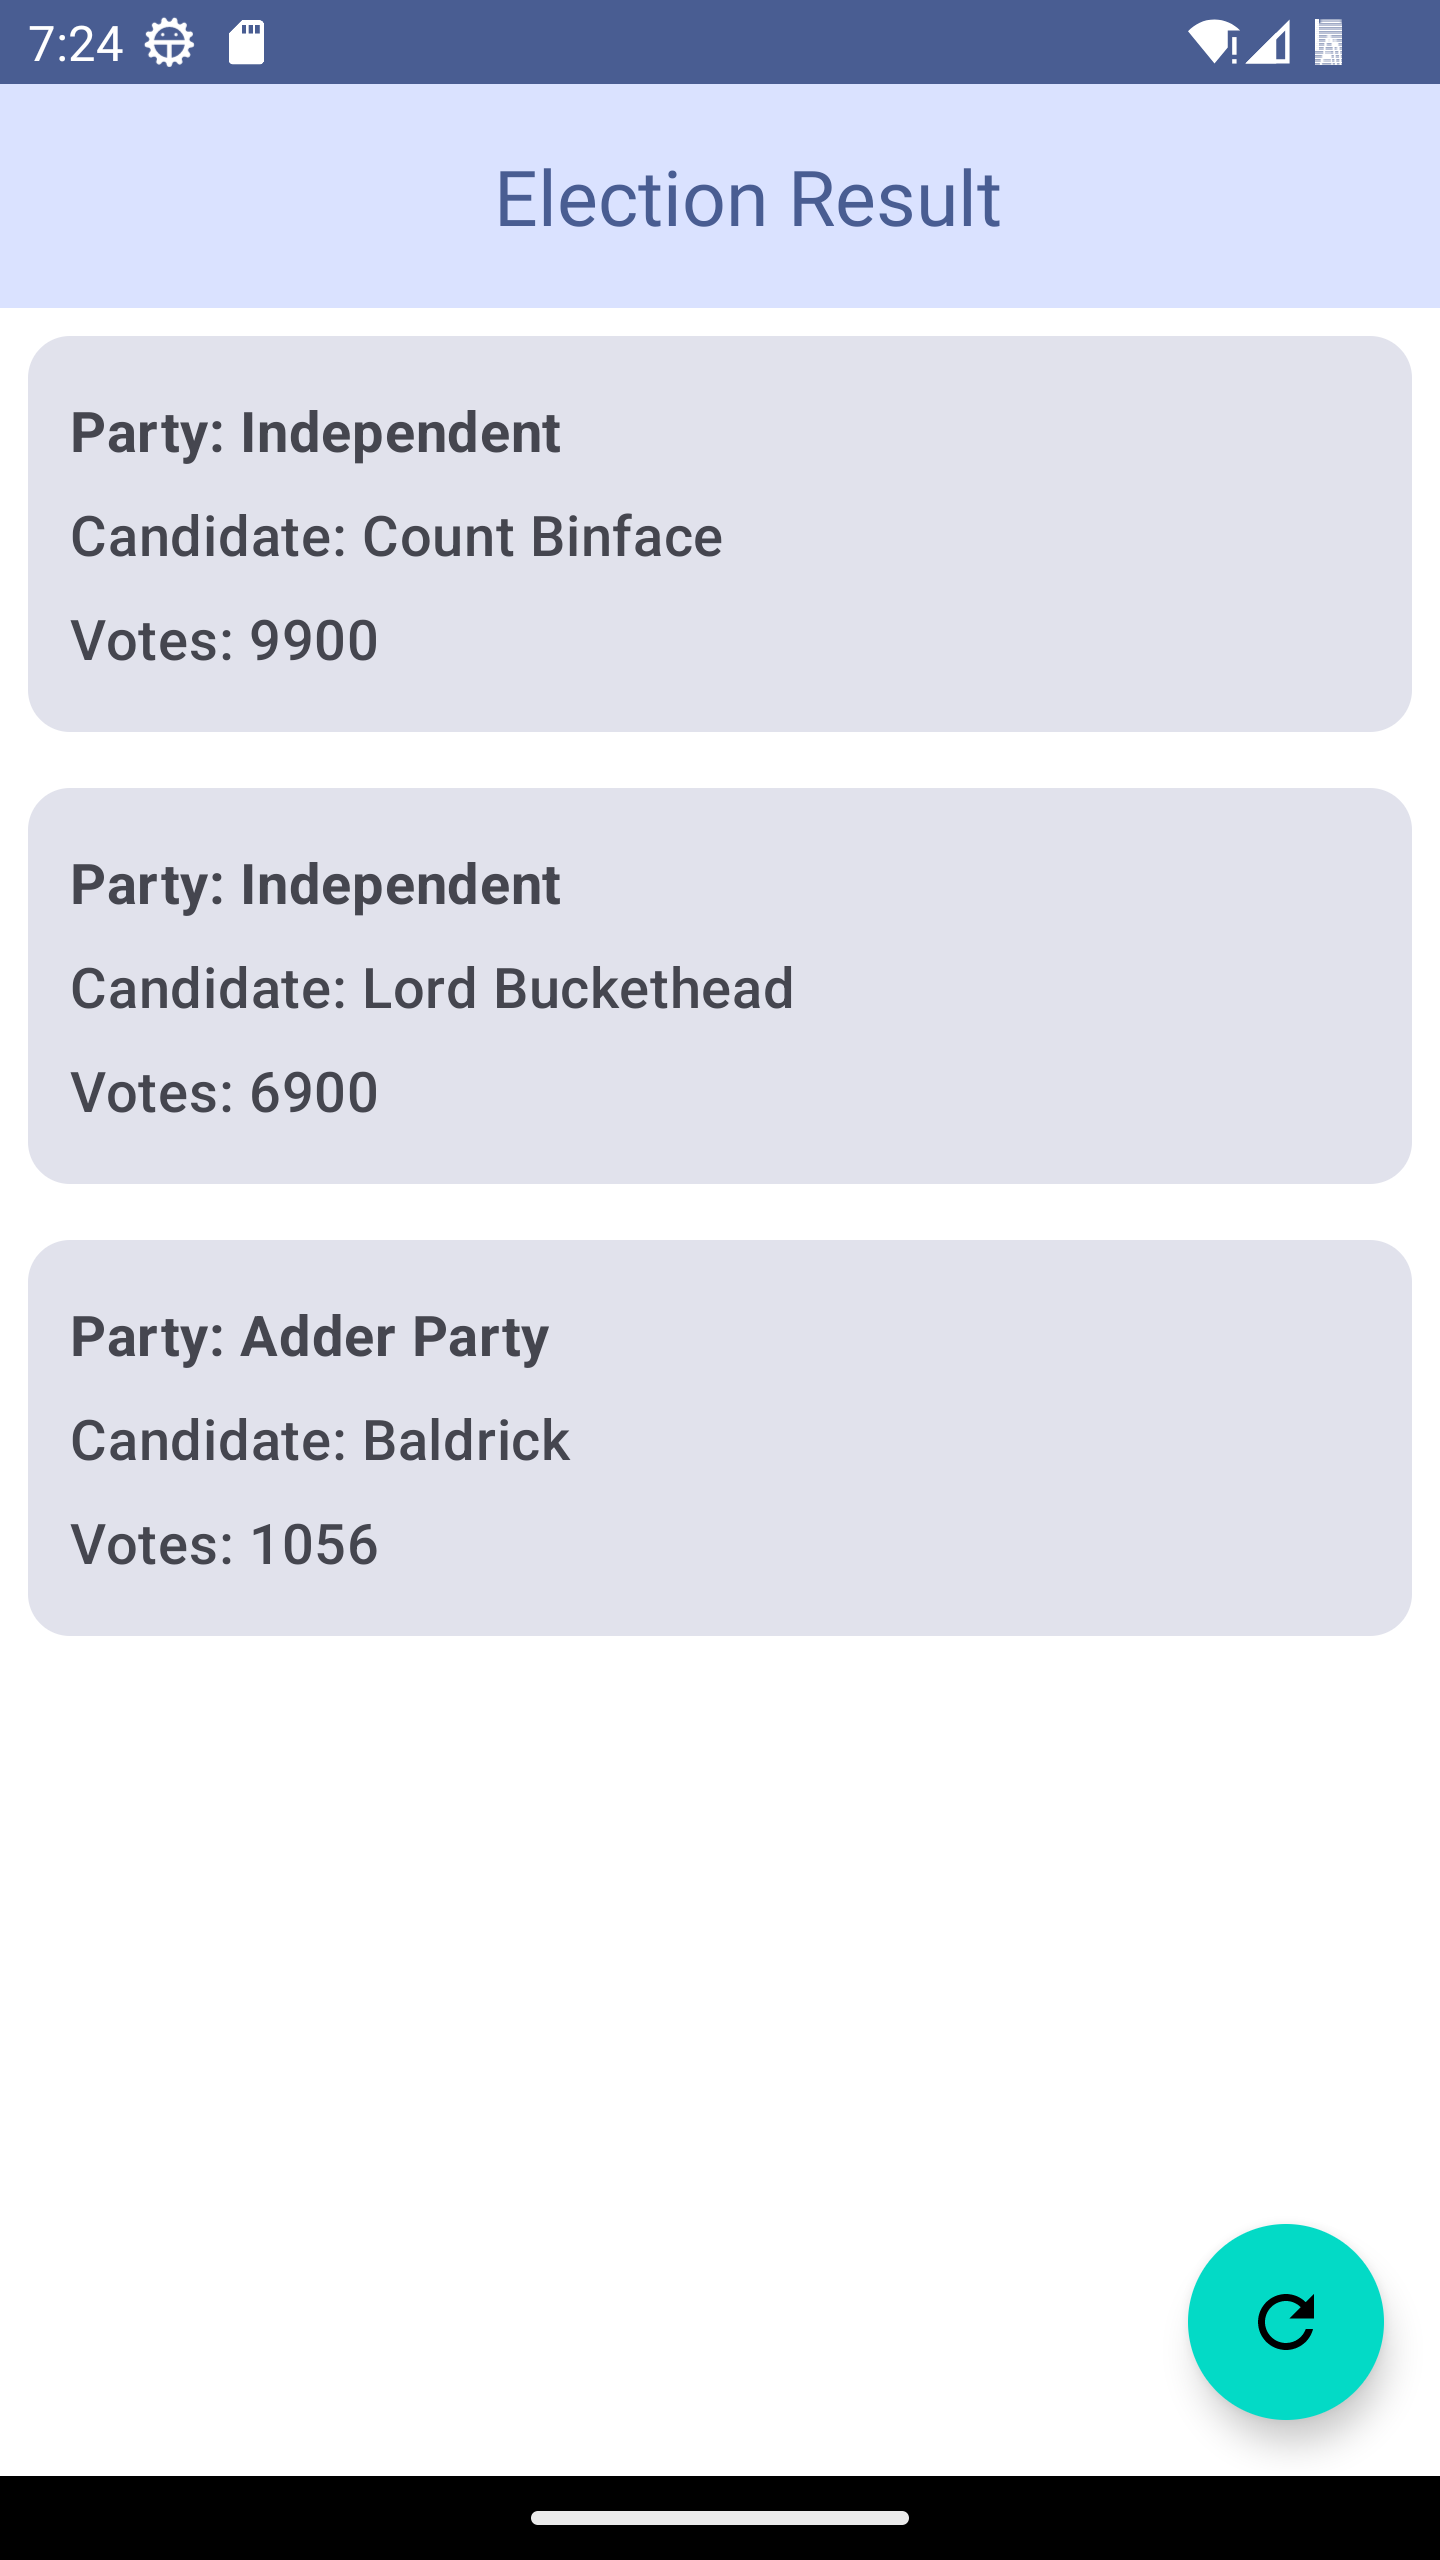 7:24
Election Result
Party: Independent
Candidate: Count Binface
Votes: 9900
Party: Independent
Candidate: Lord Buckethead
Votes: 6900
Party: Adder Party
Candidate: Baldrick
Votes: 1056